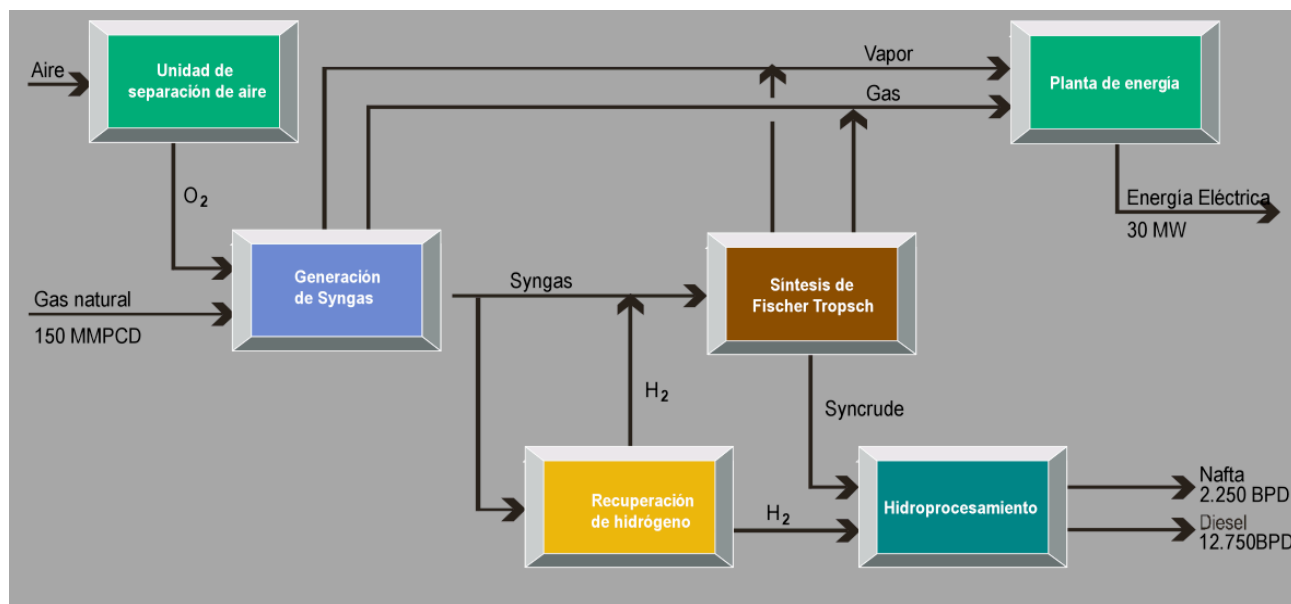 Aire
Unidad de
separación de aire
Vapor
Gas
Planta de energia
O2
Energía Eléctrica
30 MW
Generación
de Syngas
Syngas
Síntesis de
Fischer Tropsch
Gas natural
150 MMPCD
H2
Syncrude
Recuperación
de hidrógeno
H2
Hidroprocesamiento
Nafta
2.250 BPD
Diesel
12.750BPD